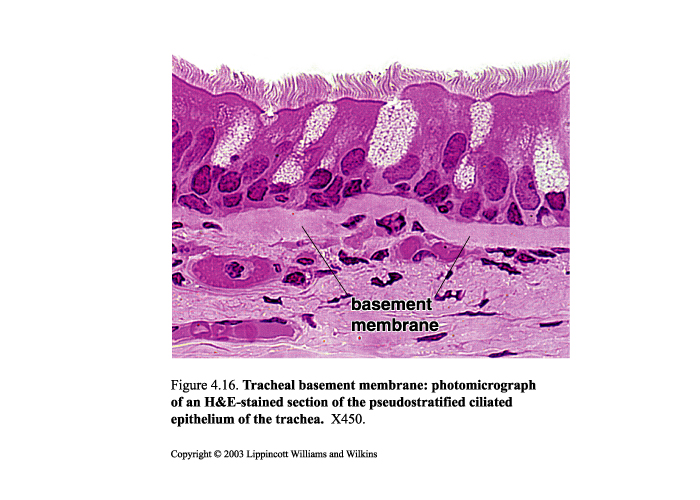 basement
membrane
Figure 4.16. Tracheal basement membrane: photomicrograph
of an H&E-stained section of the pseudostratified ciliated
epithelium of the trachea. X450.
Copyright © 2003 Lippincott Williams and Wilkins